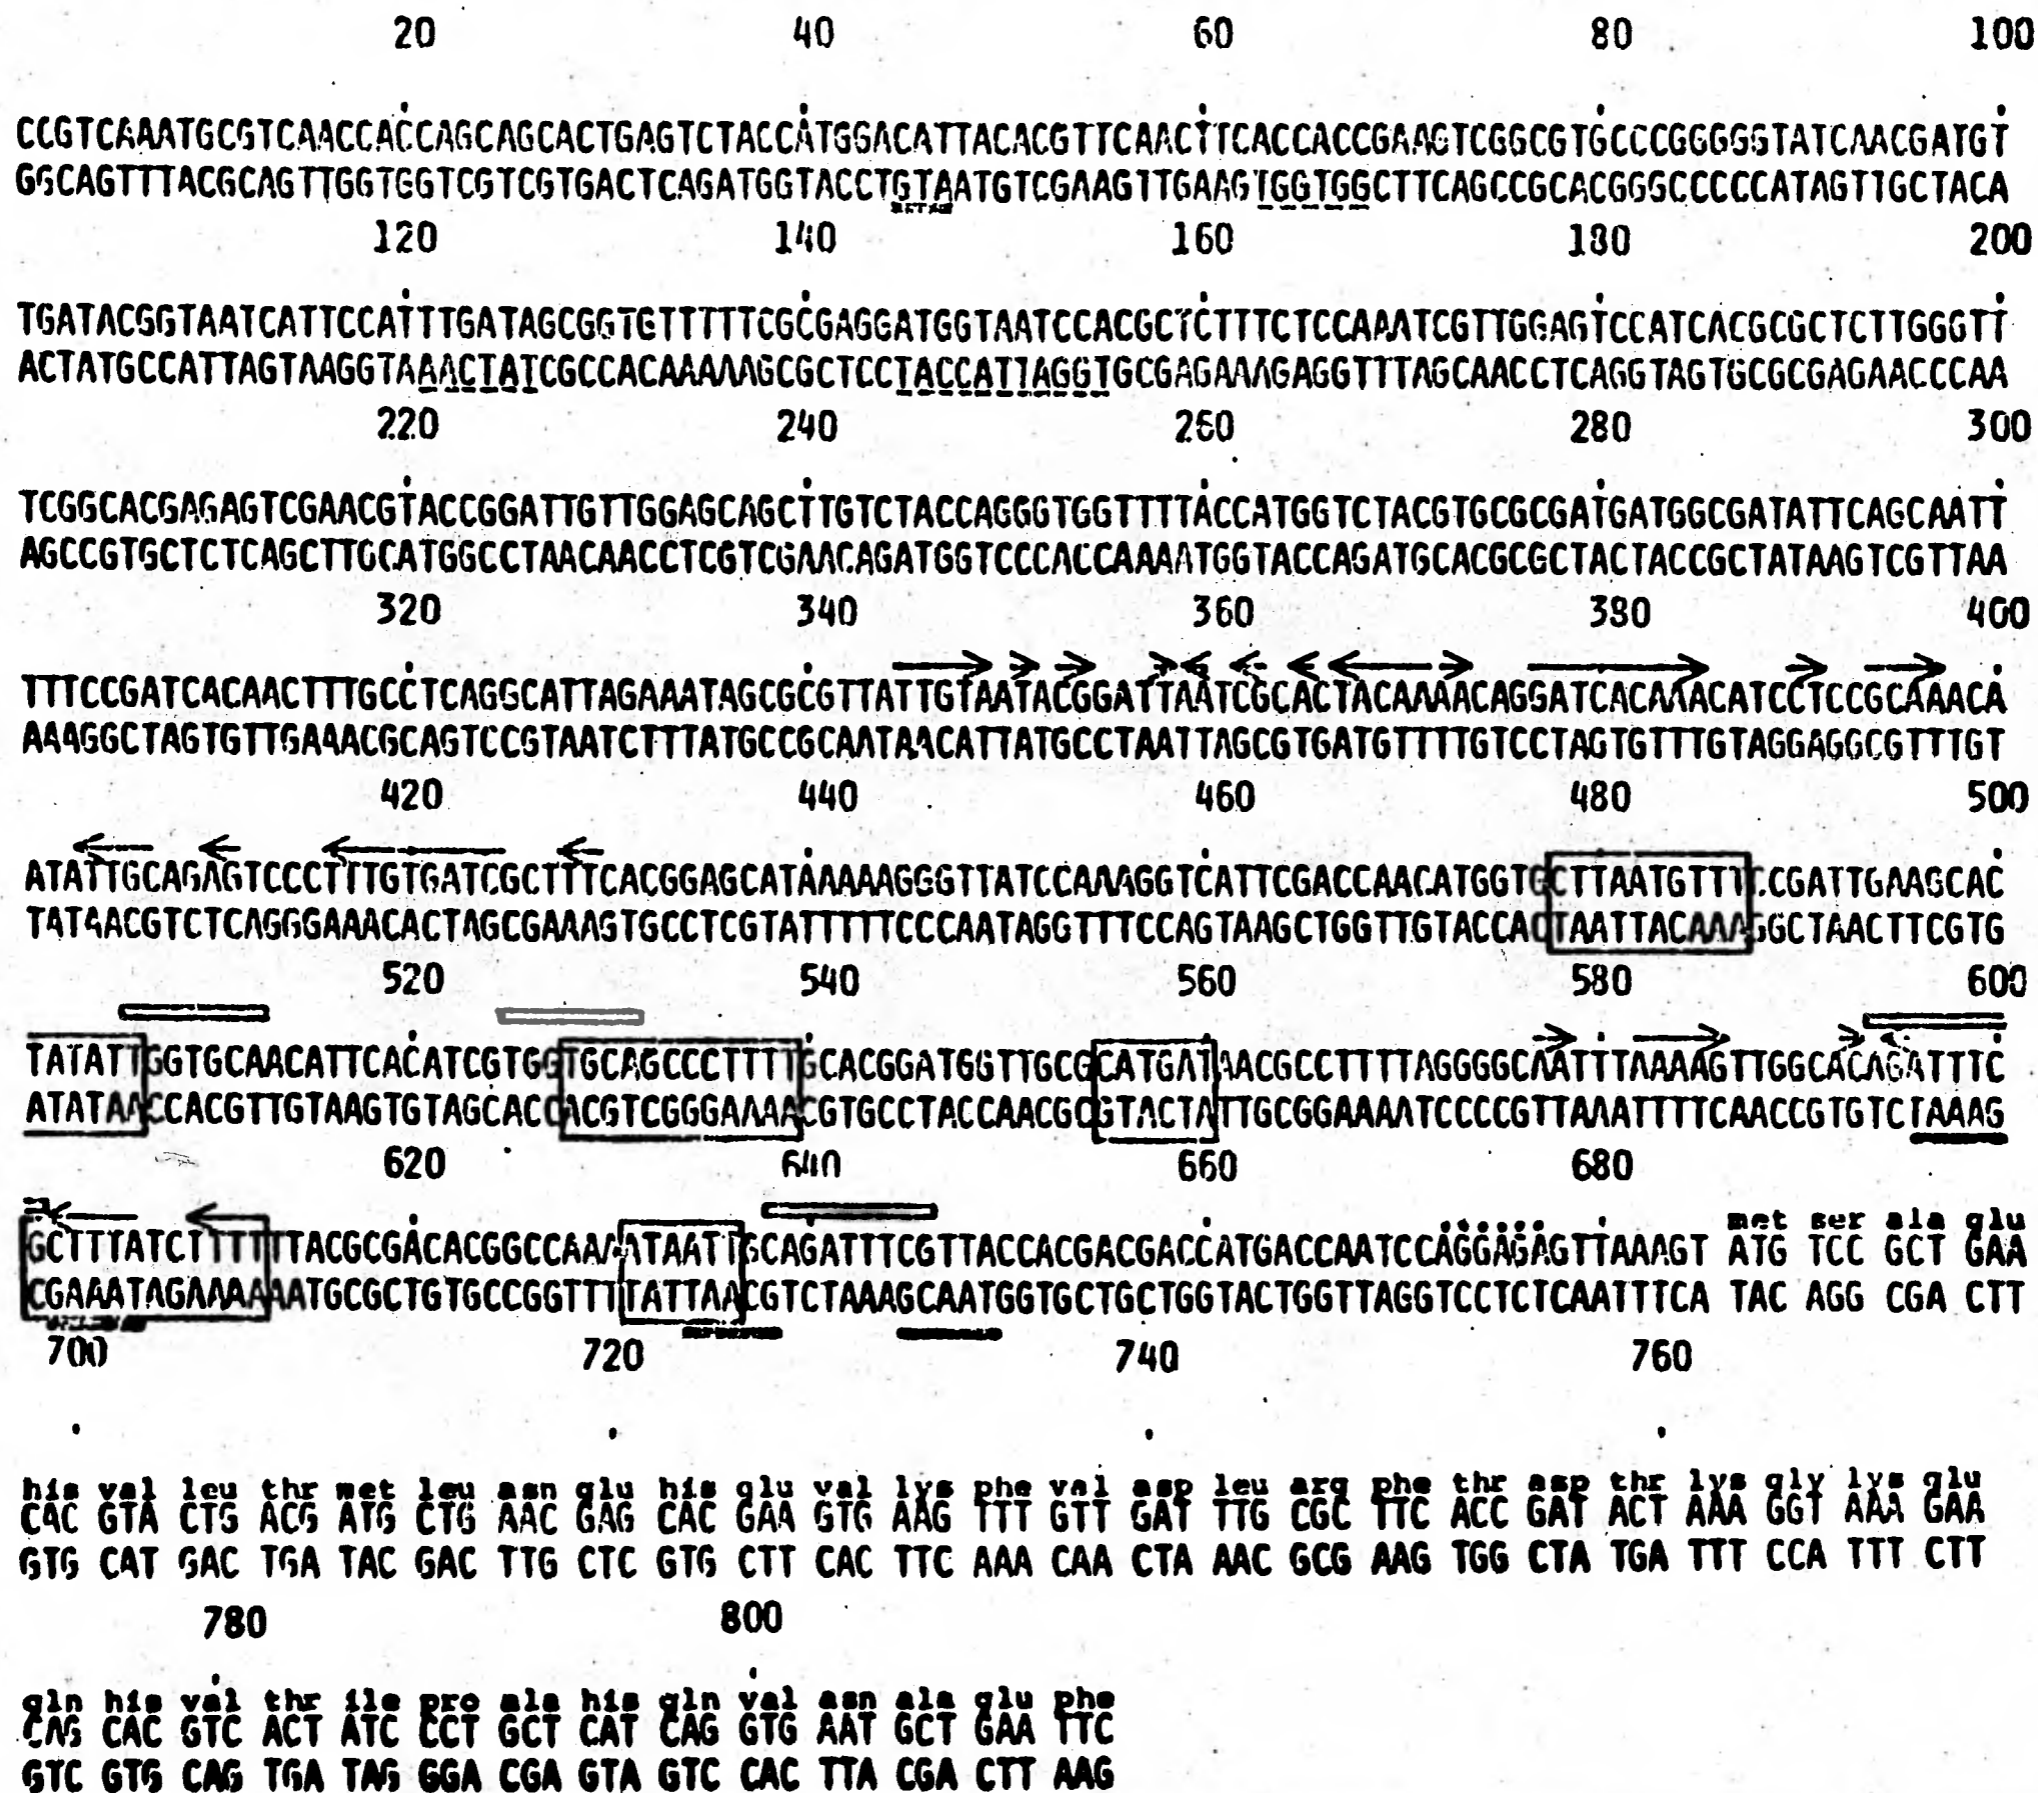 20 40 60 80 100
CCGTCAAATGCGTCAACCACCAGCAGCACTGAGTCTACCATGGACATTACACGTTCAACTTCACCACCGAAGTCGGCGTGCCCGGGGGTATCAACGATGT
GGCAGTTTACGCAGTTGGTGGTCGTCGTGACTCAGATGGTACCTGTAATGTCGAAGTTGAAGTGGTGGCTTCAGCCGCACGGGCCCCCATAGTTGCTACA
120 140 160 180 200
TGATACGGTAATCATTCCATTTGATAGCGGTGTTTTTCGCGAGGATGGTAATCCACGCTCTTTCTCCAAATCGTTGGAGTCCATCACGCGCTCTTGGGTT
ACTATGCCATTAGTAAGGTAAACTATCGCCACAAAAAGCGCTCCTACCATTAGGTGCGAGAAAGAGGTTTAGCAACCTCAGGTAGTGCGCGAGAACCCAA
220 240 260 280 300
TCGGCACGAGAGTCGAACGTACCGGATTGTTGGAGCAGCTTGTCTACCAGGGTGGTTTTACCATGGTCTACGTGCGCGATGATGGCGATATTCAGCAATT
AGCCGTGCTCTCAGCTTGCATGGCCTAACAACCTCGTCGAACAGATGGTCCCACCAAAATGGTACCAGATGCACGCGCTACTACCGCTATAAGTCGTTAA
320 340 360 380 400
TTTCCGATCACAACTTTGCCTCAGGCATTAGAAATAGCGCGTTATTGTAATACGGATTAATCGCACTACAAAACAGGATCACAAACATCCTCCGCAAACA
AAAGGCTAGTGTTGAAACGCAGTCCGTAATCTTTATGCCGCAATAACATTATGCCTAATTAGCGTGATGTTTTGTCCTAGTGTTTGTAGGAGGCGTTTGT
420 440 460 480 500
ATATTGCAGAGTCCCTTTGTGATCGCTTTCACGGAGCATAAAAAGGGTTATCCAAAGGTCATTCGACCAACATGGTGCTTAATGTTTCCGATTGAAGCAC
TATAACGTCTCAGGGAAACACTAGCGAAAGTGCCTCGTATTTTTCCCAATAGGTTTCCAGTAAGCTGGTTGTACCACTAATTACAAAGGCTAACTTCGTG
520 540 560 580 600
TATATTGGTGCAACATTCACATCGTGGTGCAGCCCTTTTGCACGGATGGTTGCGCATGATAACGCCTTTTAGGGGCAATTTAAAAGTTGGCACAGATTTC
ATATAACCACGTTGTAAGTGTAGCACCACGTCGGGAAAACGTGCCTACCAACGCGTACTATTGCGGAAAATCCCCGTTAAATTTTCAACCGTGTCTAAAG
620 640 660 680
met ser ala glu
GCTTTATCTTTTTTACGCGACACGGCCAAAATAATTGCAGATTTCGTTACCACGACGACCATGACCAATCCAGGAGAGTTAAAGT ATG TCC GCT GAA
CGAAATAGAAAAAATGCGCTGTGCCGGTTTTATTAACGTCTAAAGCAATGGTGCTGCTGGTACTGGTTAGGTCCTCTCAATTTCA TAC AGG CGA CTT
700 720 740 760
his val leu thr met leu asn glu his glu val lys phe val asp leu arg phe thr asp thr lys gly lys glu
CAC GTA CTG ACG ATG CTG AAC GAG CAC GAA GTG AAG TTT GTT GAT TTG CGC TTC ACC GAT ACT AAA GGT AAA GAA
GTG CAT GAC TGA TAC GAC TTG CTC GTG CTT CAC TTC AAA CAA CTA AAC GCG AAG TGG CTA TGA TTT CCA TTT CTT
780 800
gln his val thr ile pro ala his gln val asn ala glu phe
CAG CAC GTC ACT ATC CCT GCT CAT CAG GTG AAT GCT GAA TTC
GTC GTG CAG TGA TAG GGA CGA GTA GTC CAC TTA CGA CTT AAG